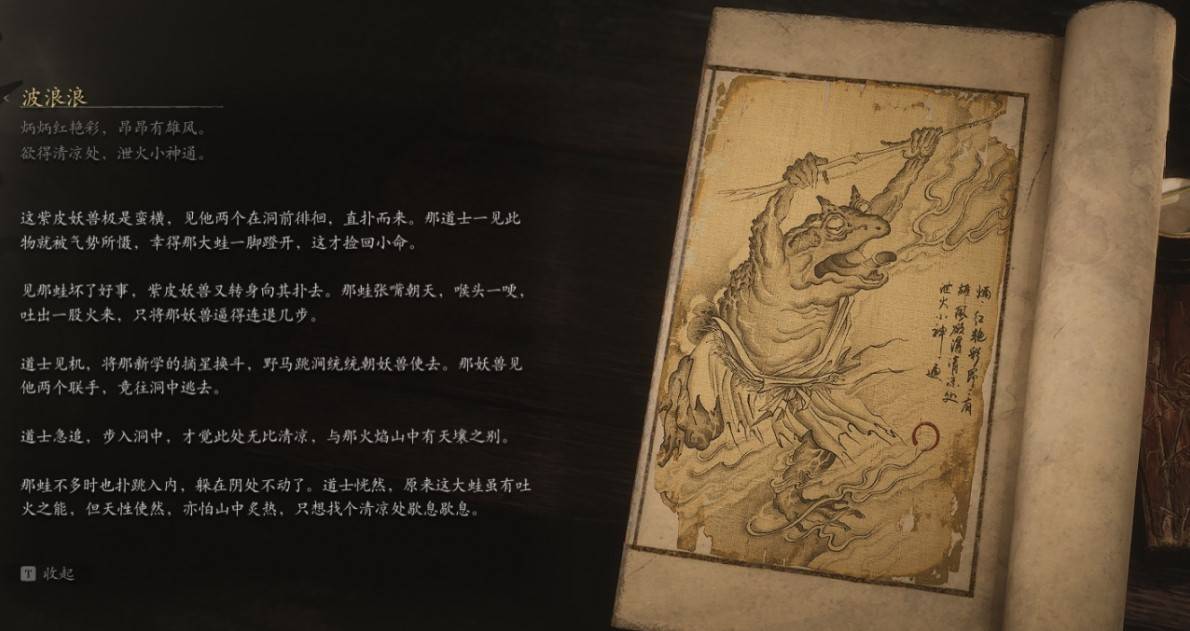 波浪浪
炳炳红艳彩，昂昂有雄风。
欲得清凉处，泄火小神通。
这紫皮妖兽极是蛮横，见他两个在洞前徘徊，直扑而来。那道士一见此
物就被气势所慑，幸得那大蛙一脚蹬开，这才捡回小命。
见那蛙坏了好事，紫皮妖兽又转身向其扑去。那蛙张嘴朝天，喉头一哽，
吐出一股火来，只将那妖兽逼得连退几步。
道士见机，将那新学的摘星换斗，野马跳涧统统朝妖兽使去。那妖兽见
他两个联手，竟往洞中逃去。
道士急追，步入洞中，才觉此处无比清凉，与那火焰山中有天壤之别。
那蛙不多时也扑跳入内，躲在阴处不动了。道士恍然，原来这大蛙虽有吐
火之能，但天性使然，亦怕山中炙热，只想找个清凉处歇息歇息。
T 收起
炳〻红艳彩昂〻有
雄风欲得清凉处
泄火小神通